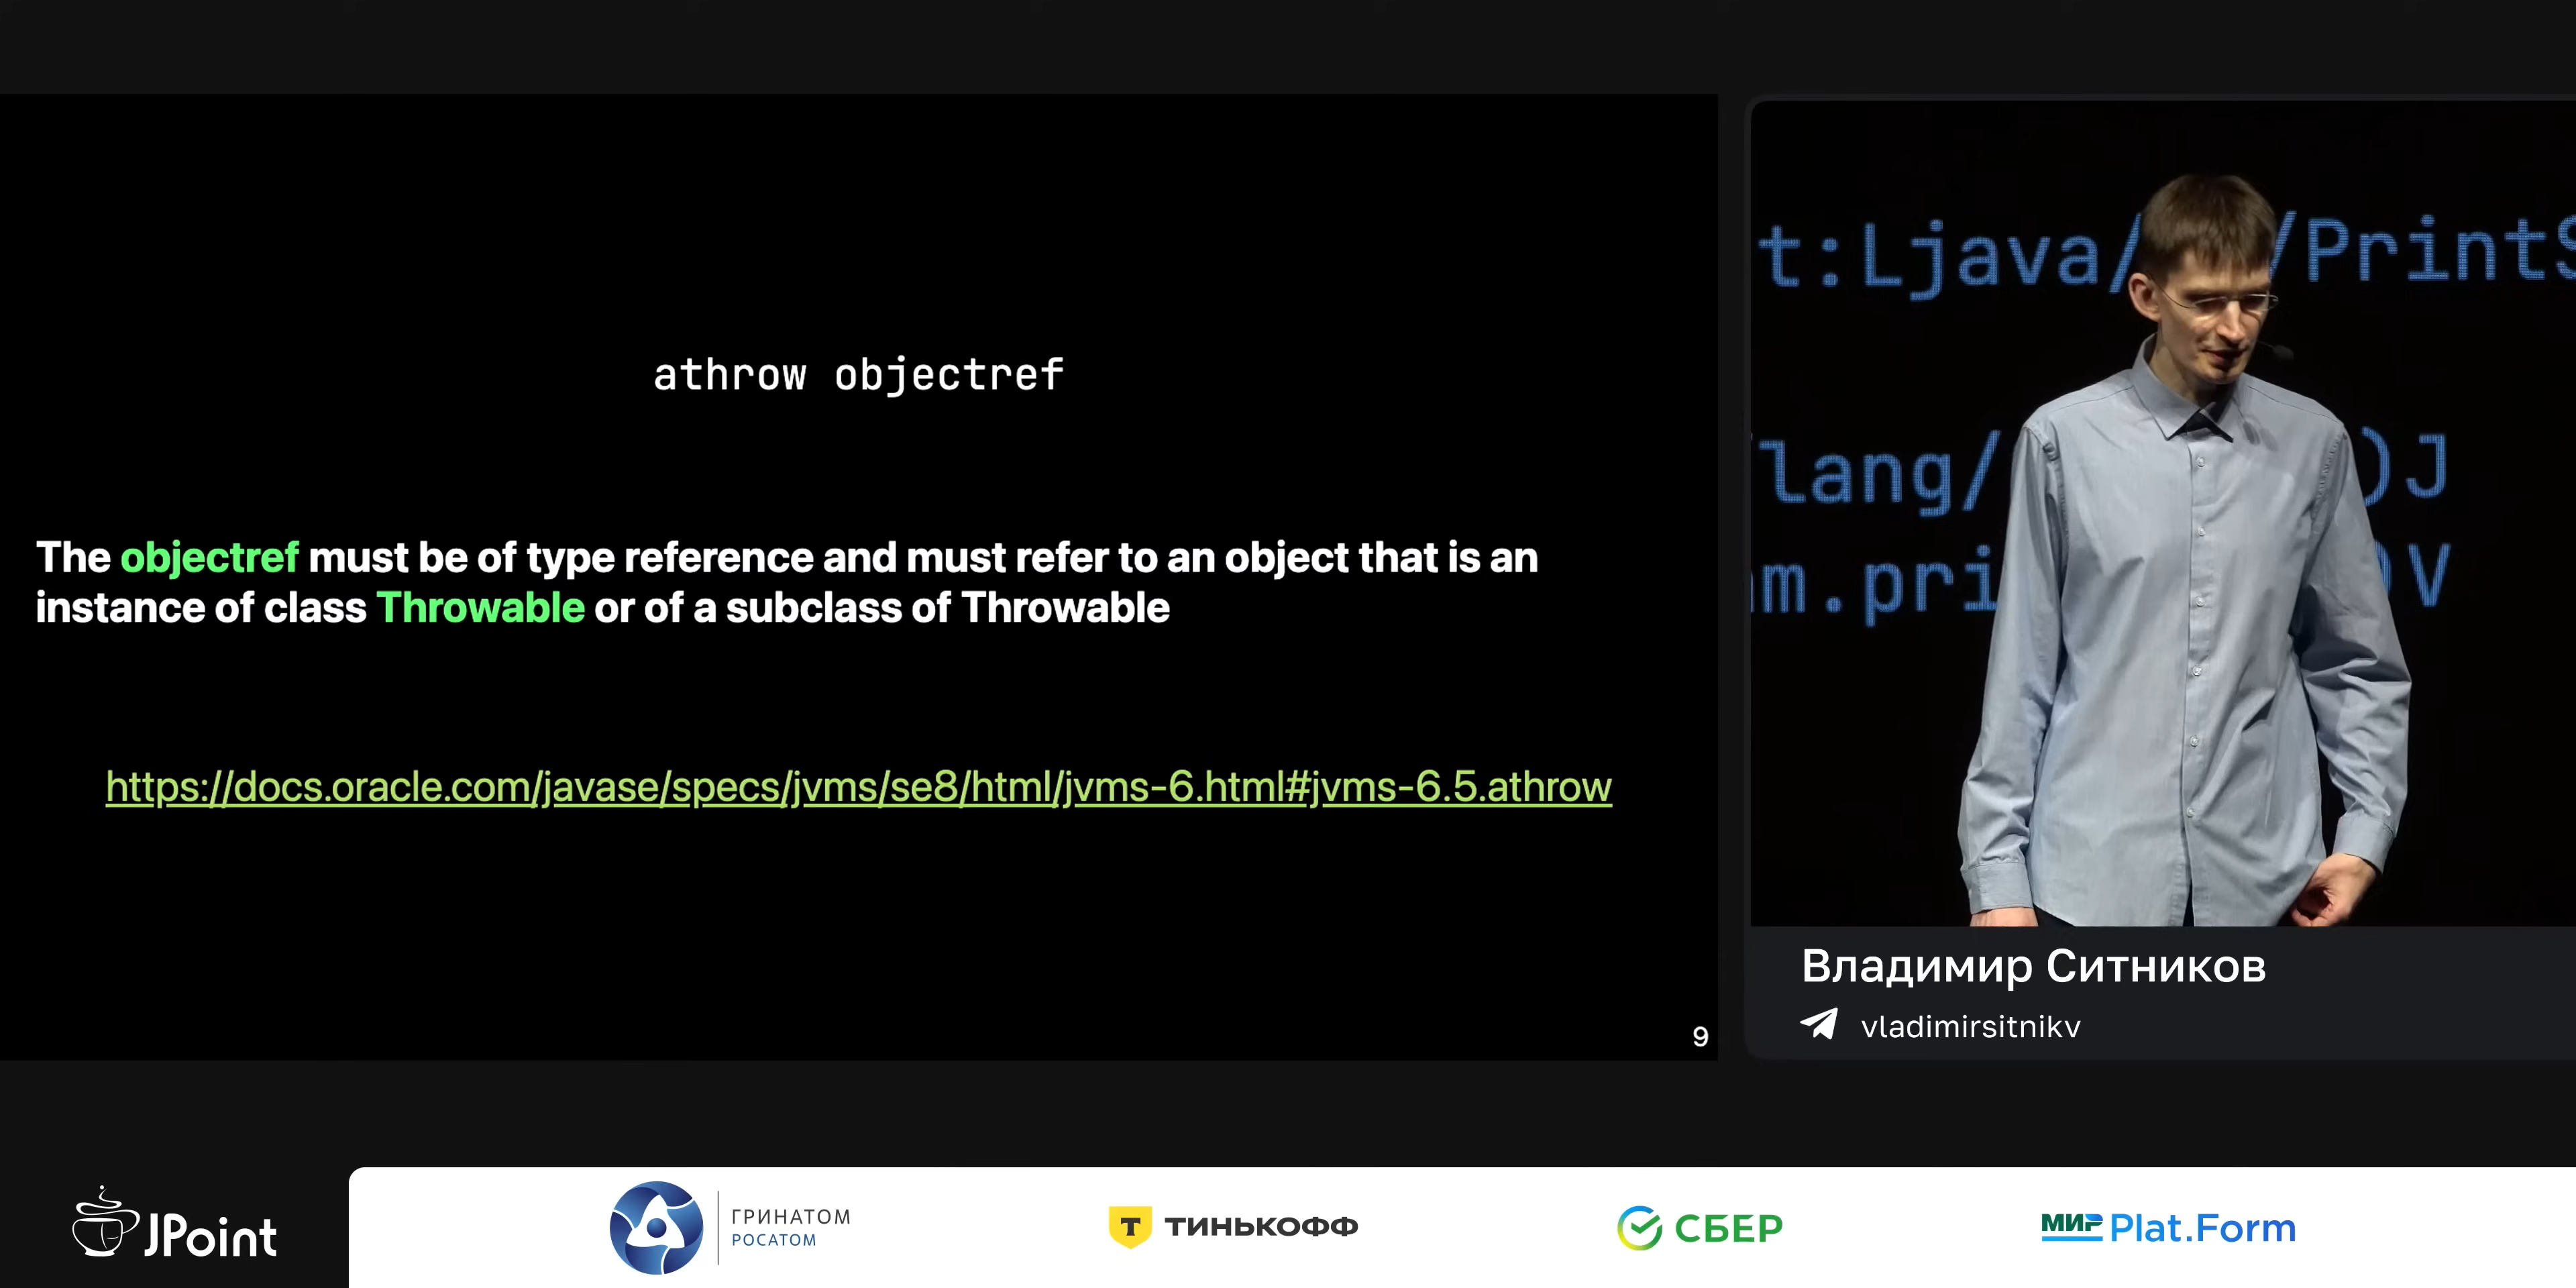 athrow objectref
The objectref must be of type reference and must refer to an object that is an
instance of class Throwable or of a subclass of Throwable
https://docs.oracle.com/javase/specs/jvms/se8/html/jvms-6.html#jvms-6.5.athrow
9
t:Ljava/ /PrintS
lang/ )J
m.pri )V
Владимир Ситников
vladimirsitnikv
JPoint
ГРИНАТОМ
РОСАТОМ
Т ТИНЬКОФФ
СБЕР
МИР Plat.Form